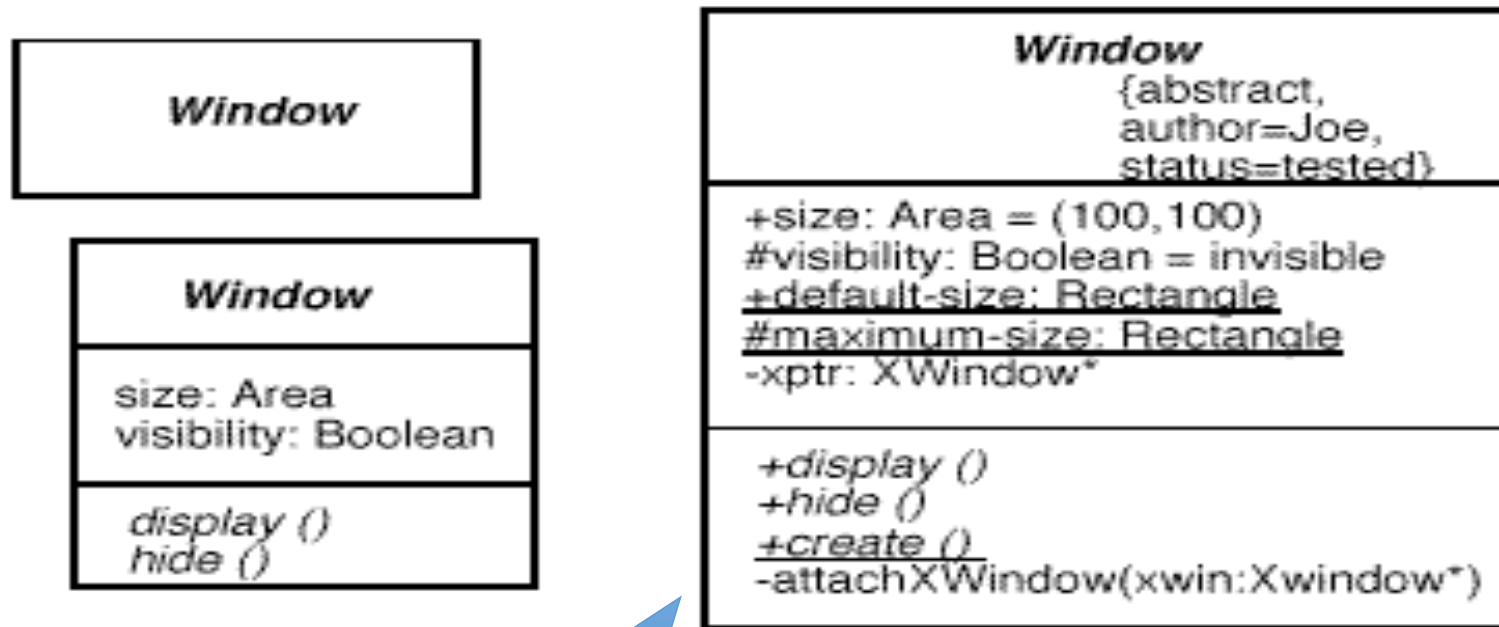 Window
Window
size: Area
visibility: Boolean
display ()
hide ()
Window
{abstract,
author=Joe,
status=tested}
+size: Area = (100,100)
#visibility: Boolean = invisible
+default-size: Rectangle
#maximum-size: Rectangle
-xptr: XWindow*
+display ()
+hide ()
+create ()
-attachXWindow(xwin:Xwindow*)